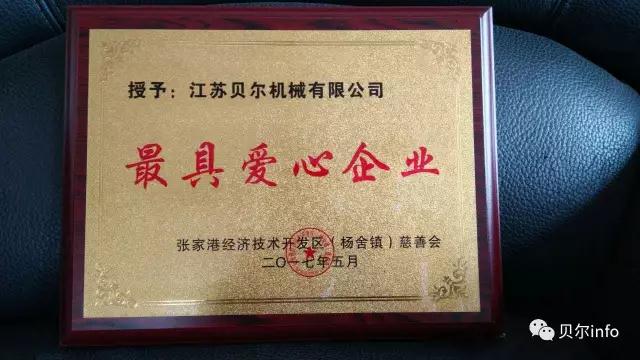 授予：江苏贝尔机械有限公司
最具爱心企业
张家港经济技术开发区（杨舍镇）慈善会
二〇一七年五月
贝尔info